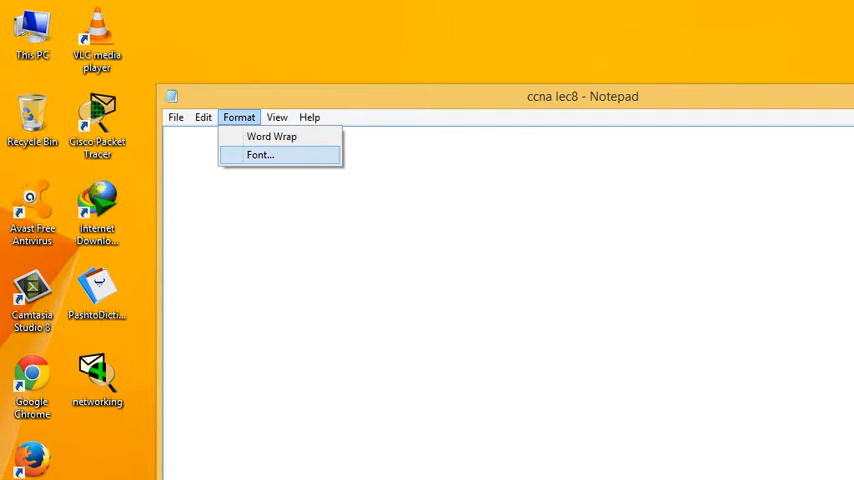 This PC
VLC media
player
Recycle Bin
Cisco Packet
Tracer
Avast Free
Antivirus
Internet
Downlo...
Camtasia
Studio 8
PashtoDicti...
Google
Chrome
networking
ccna lec8 - Notepad
File Edit Format View Help
Word Wrap
Font...